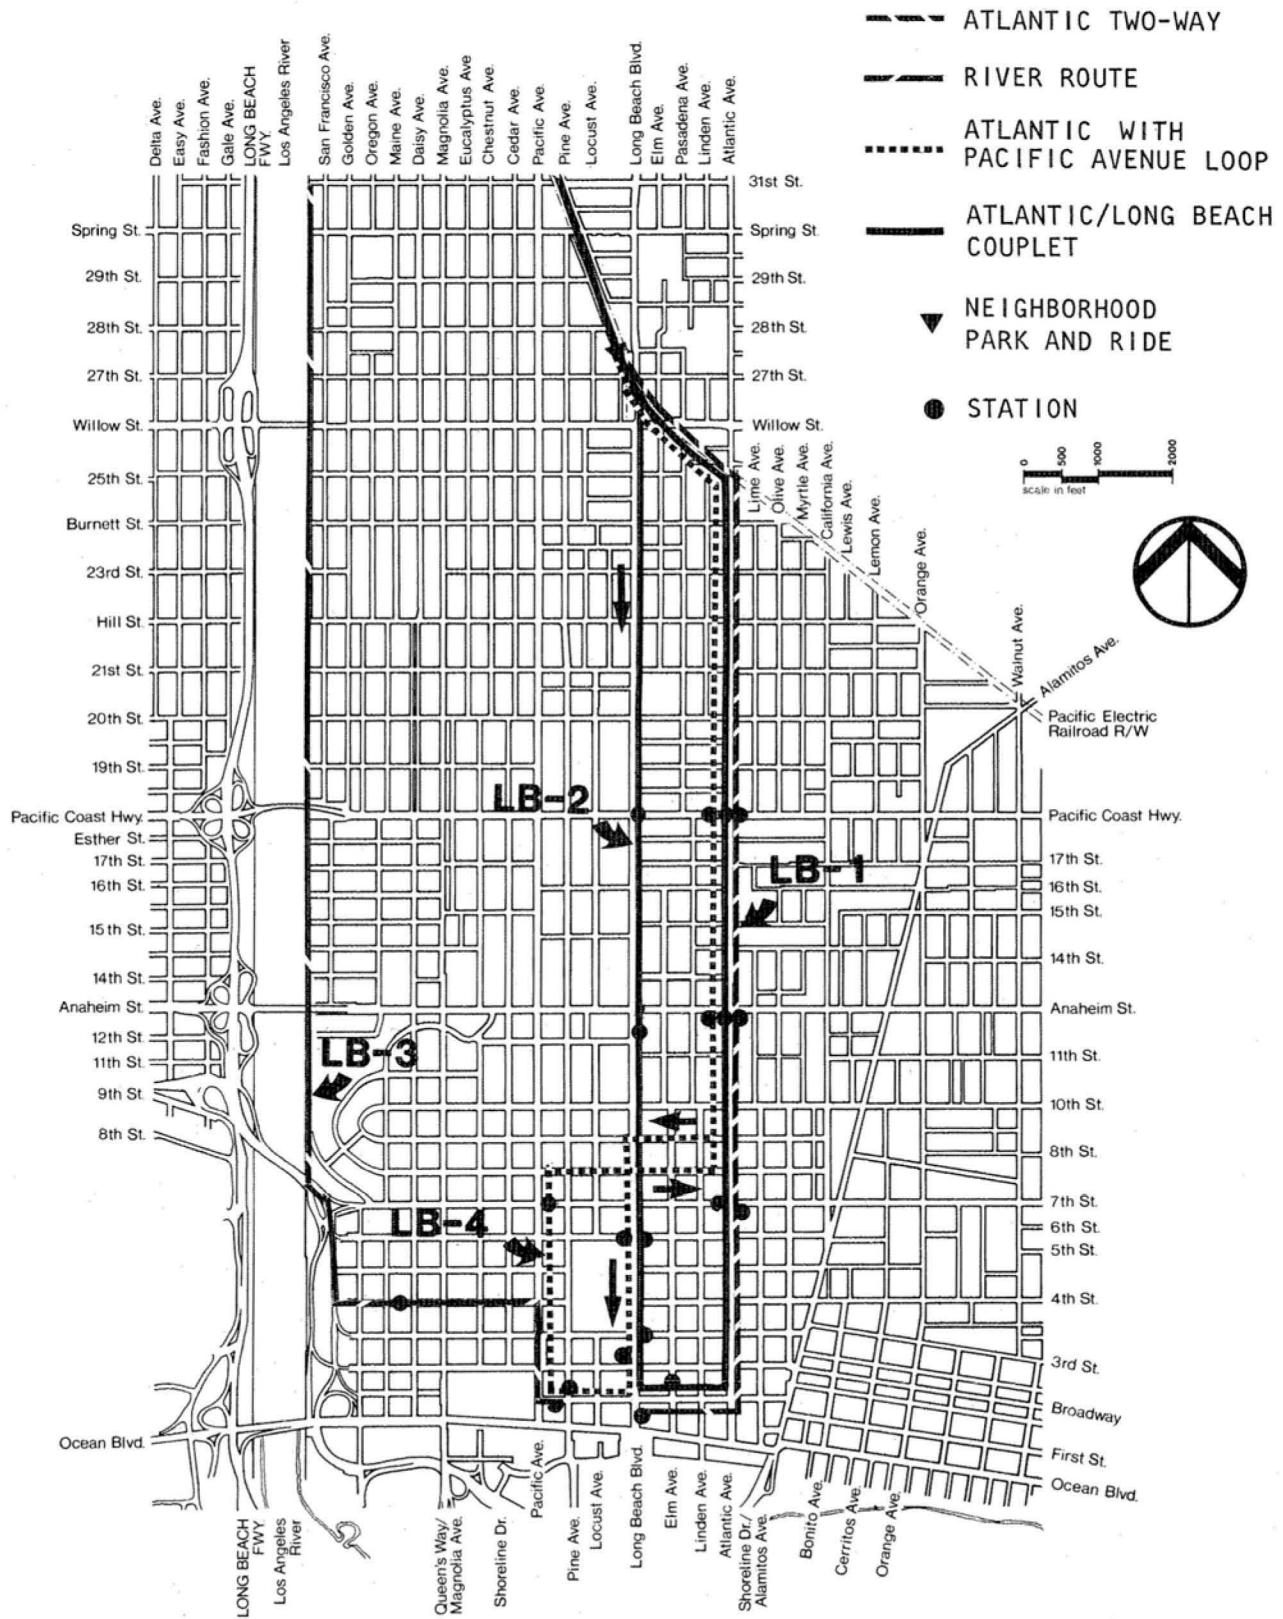 ATLANTIC TWO-WAY
RIVER ROUTE
ATLANTIC WITH
PACIFIC AVENUE LOOP
ATLANTIC/LONG BEACH
COUPLET
NEIGHBORHOOD
PARK AND RIDE
STATION
0
500
1000
2000
scale in feet
Delta Ave.
Easy Ave.
Fashion Ave.
Gale Ave.
LONG BEACH
FWY.
Los Angeles River
San Francisco Ave.
Golden Ave.
Oregon Ave.
Maine Ave.
Daisy Ave.
Magnolia Ave.
Eucalyptus Ave
Chestnut Ave.
Cedar Ave.
Pacific Ave.
Pine Ave.
Locust Ave.
Long Beach Blvd.
Elm Ave.
Pasadena Ave.
Linden Ave.
Atlantic Ave.
Spring St.
29th St.
28th St.
27th St.
Willow St.
25th St.
Burnett St.
23rd St.
Hill St.
21st St.
20th St.
19th St.
Pacific Coast Hwy.
Esther St.
17th St.
16th St.
15th St.
14th St.
Anaheim St.
12th St.
11th St.
9th St.
8th St.
Ocean Blvd.
31st St.
Spring St.
29th St.
28th St.
27th St.
Willow St.
Lime Ave.
Olive Ave.
Myrtle Ave.
California Ave.
Lewis Ave.
Lemon Ave.
Orange Ave.
Walnut Ave.
Alamitos Ave.
Pacific Electric
Railroad R/W
Pacific Coast Hwy.
17th St.
16th St.
15th St.
14th St.
Anaheim St.
11th St.
10th St.
8th St.
7th St.
6th St.
5th St.
4th St.
3rd St.
Broadway
First St.
Ocean Blvd.
LB-2
LB-1
LB-3
LB-4
LONG BEACH
FWY.
Los Angeles
River
Queen's Way/
Magnolia Ave.
Shoreline Dr.
Pacific Ave.
Pine Ave.
Locust Ave.
Long Beach Blvd.
Elm Ave.
Linden Ave.
Atlantic Ave.
Shoreline Dr./
Alamitos Ave.
Bonito Ave.
Cerritos Ave.
Orange Ave.